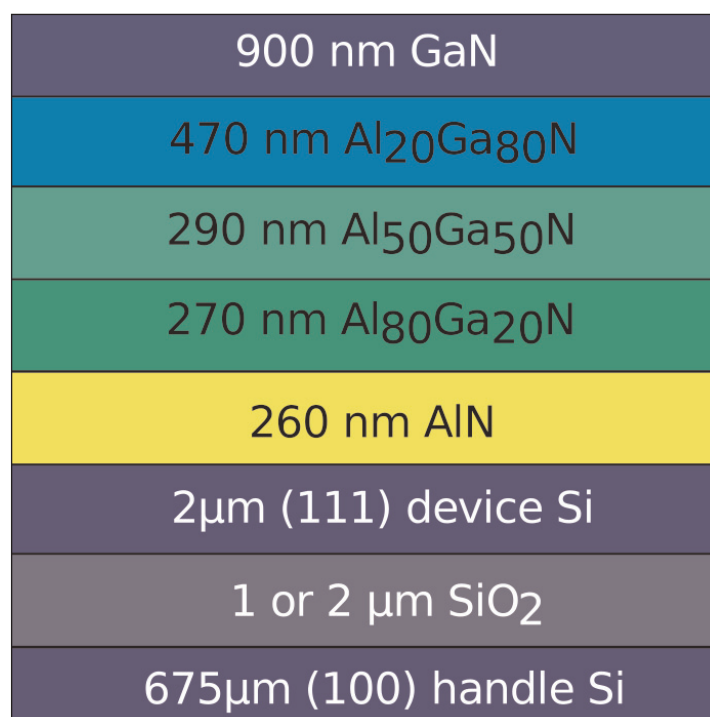 900 nm GaN
470 nm Al₂₀Ga₈₀N
290 nm Al₅₀Ga₅₀N
270 nm Al₈₀Ga₂₀N
260 nm AlN
2μm (111) device Si
1 or 2 μm SiO₂
675μm (100) handle Si